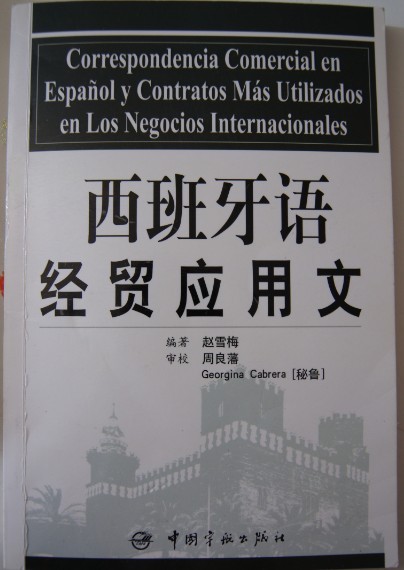 Correspondencia Comercial en
Español y Contratos Más Utilizados
en Los Negocios Internacionales
西班牙语
经贸应用文
编著 赵雪梅
审校 周良藩
Georgina Cabrera [秘鲁]
中国宇航出版社